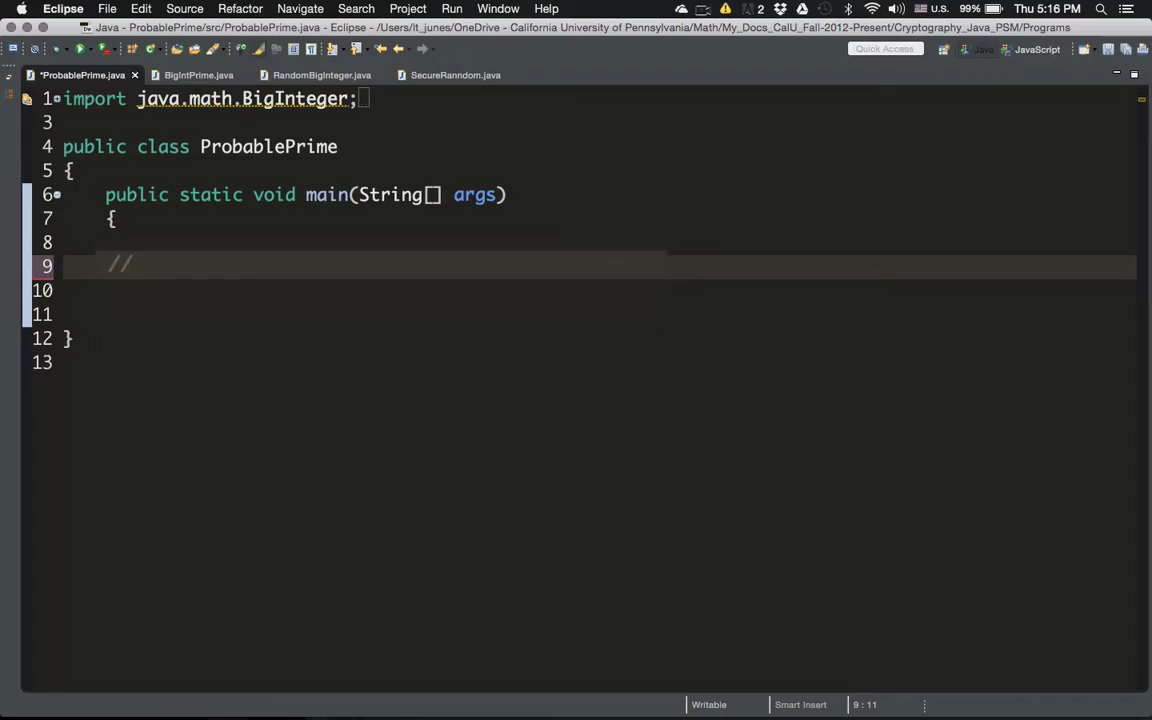 Eclipse File Edit Source Refactor Navigate Search Project Run Window Help 2 U.S. 99% Thu 5:16 PM
Java - ProbablePrime/src/ProbablePrime.java - Eclipse - /Users/lt_junes/OneDrive - California University of Pennsylvania/Math/My_Docs_CalU_Fall-2012-Present/Cryptography_Java_PSM/Programs
Quick Access Java JavaScript
*ProbablePrime.java BigIntPrime.java RandomBigInteger.java SecureRanndom.java
1 import java.math.BigInteger;
3
4 public class ProbablePrime
5 {
6 public static void main(String[] args)
7 {
8
9 //
10
11
12 }
13
Writable Smart Insert 9 : 11